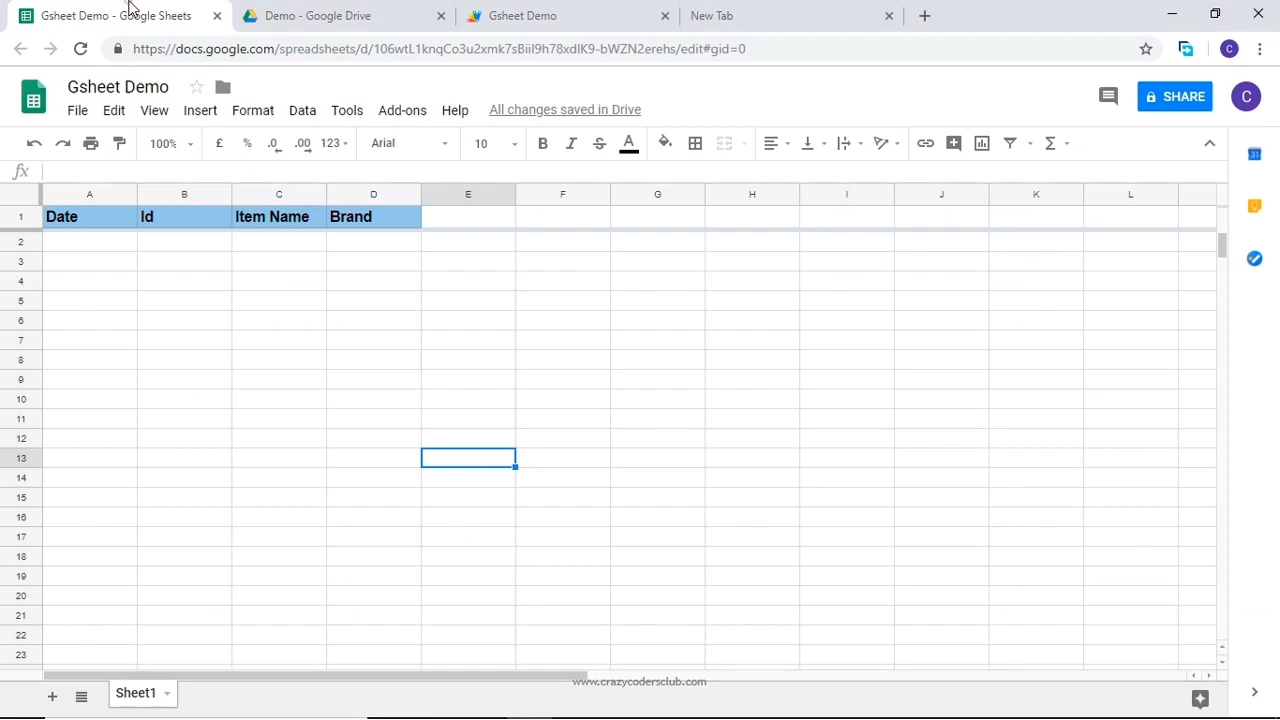 Gsheet Demo - Google Sheets
Demo - Google Drive
Gsheet Demo
New Tab
https://docs.google.com/spreadsheets/d/106wtL1knqCo3u2xmk7sBiiI9h78xdIK9-bWZN2erehs/edit#gid=0
C
Gsheet Demo
File Edit View Insert Format Data Tools Add-ons Help All changes saved in Drive
SHARE
C
100% £ % .0 .00 123 Arial 10 B I S A Σ
31
fx
A B C D E F G H I J K L
1 Date Id Item Name Brand
2
3
4
5
6
7
8
9
10
11
12
13
14
15
16
17
18
19
20
21
22
23
www.crazycodersclub.com
Sheet1